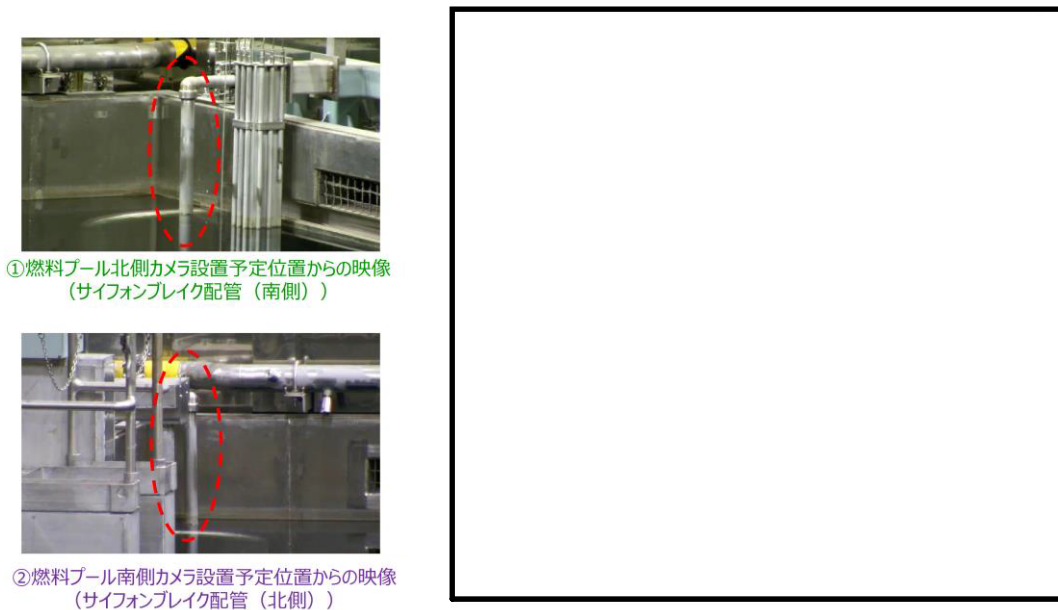 ①燃料プール北側カメラ設置予定位置からの映像
（サイフォンブレイク配管（南側））
②燃料プール南側カメラ設置予定位置からの映像
（サイフォンブレイク配管（北側））